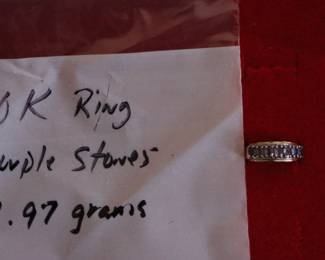 0K Ring
urple Stones
.97 grams